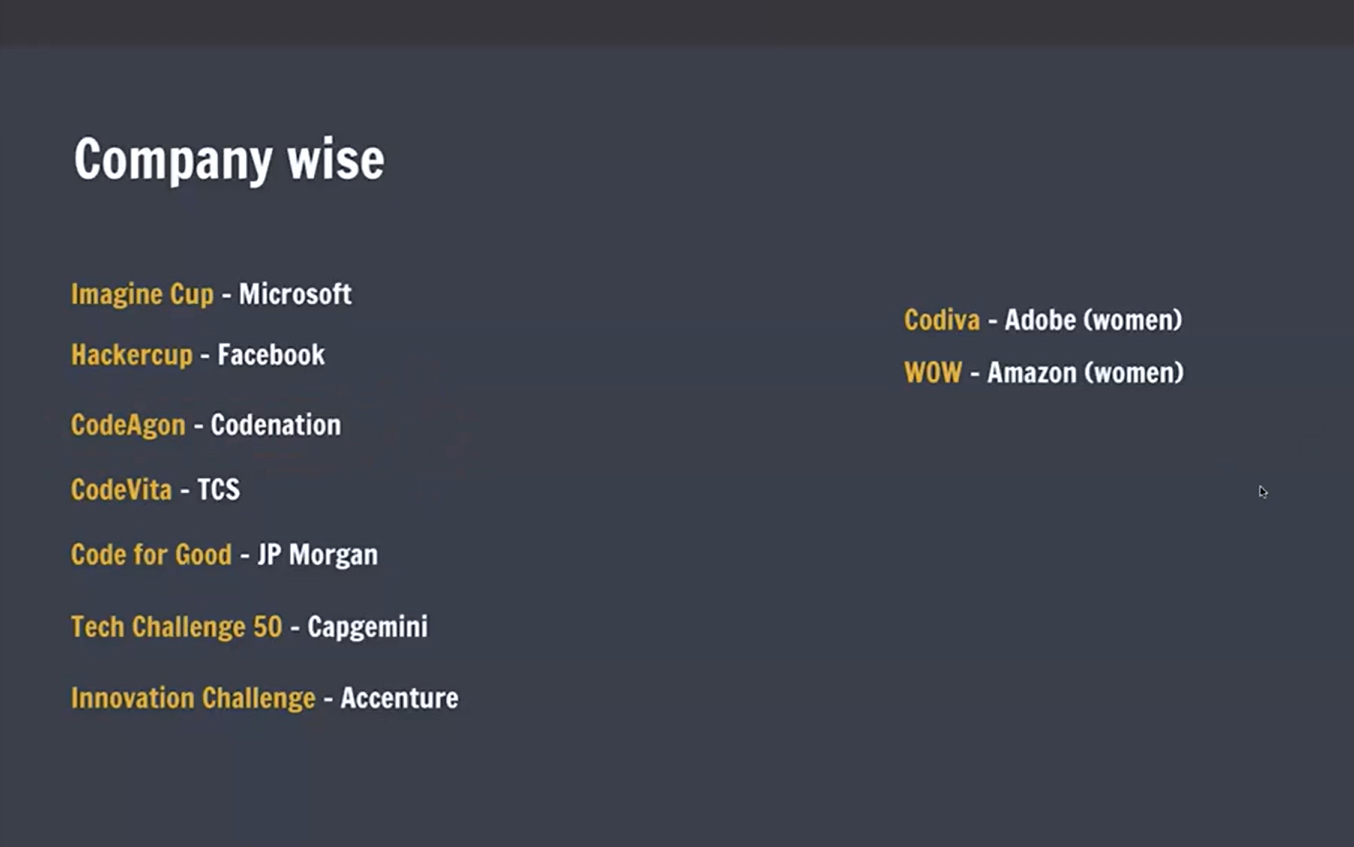 Company wise
Imagine Cup - Microsoft
Hackercup - Facebook
CodeAgon - Codenation
CodeVita - TCS
Code for Good - JP Morgan
Tech Challenge 50 - Capgemini
Innovation Challenge - Accenture
Codiva - Adobe (women)
WOW - Amazon (women)